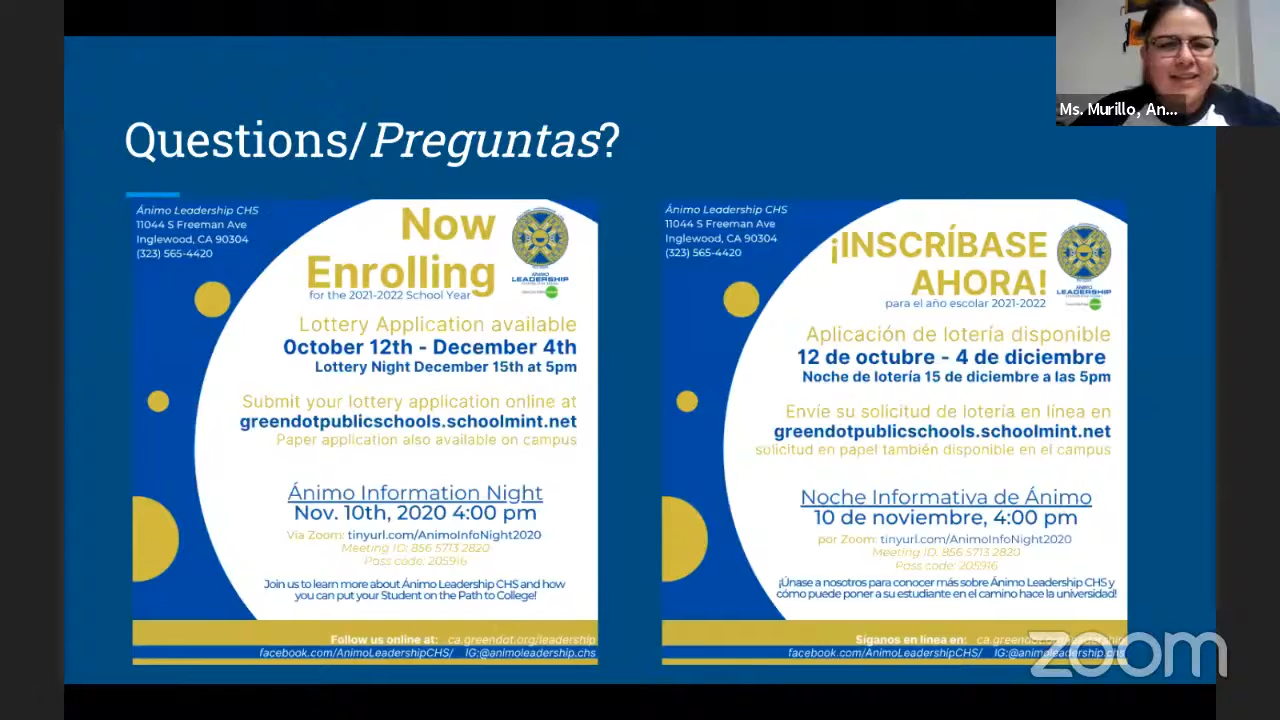 Ms. Murillo, An...
Questions/Preguntas?
Ánimo Leadership CHS
11044 S Freeman Ave
Inglewood, CA 90304
(323) 565-4420
Now
Enrolling
for the 2021-2022 School Year
ÁNIMO
LEADERSHIP
Lottery Application available
October 12th - December 4th
Lottery Night December 15th at 5pm
Submit your lottery application online at
greendotpublicschools.schoolmint.net
Paper application also available on campus
Ánimo Information Night
Nov. 10th, 2020 4:00 pm
Via Zoom: tinyurl.com/AnimoInfoNight2020
Meeting ID: 856 5713 2820
Pass code: 205916
Join us to learn more about Ánimo Leadership CHS and how
you can put your Student on the Path to College!
Follow us online at: ca.greendot.org/leadership
facebook.com/AnimoLeadershipCHS/ IG:@animoleadership.chs
Ánimo Leadership CHS
11044 S Freeman Ave
Inglewood, CA 90304
(323) 565-4420
¡INSCRÍBASE
AHORA!
para el año escolar 2021-2022
ÁNIMO
LEADERSHIP
Aplicación de lotería disponible
12 de octubre - 4 de diciembre
Noche de lotería 15 de diciembre a las 5pm
Envíe su solicitud de lotería en línea en
greendotpublicschools.schoolmint.net
solicitud en papel también disponible en el campus
Noche Informativa de Ánimo
10 de noviembre, 4:00 pm
por Zoom: tinyurl.com/AnimoInfoNight2020
Meeting ID: 856 5713 2820
Pass code: 205916
¡Únase a nosotros para conocer más sobre Ánimo Leadership CHS y
cómo puede poner a su estudiante en el camino hace la universidad!
Síganos en línea en: ca.greendot.org/leadership
facebook.com/AnimoLeadershipCHS/ IG:@animoleadership.chs
zoom